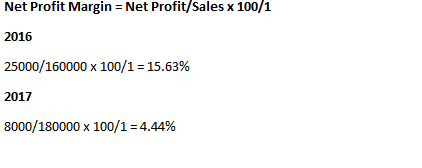 Net Profit Margin = Net Profit/Sales x 100/1
2016
25000/160000 x 100/1 = 15.63%
2017
8000/180000 x 100/1 = 4.44%